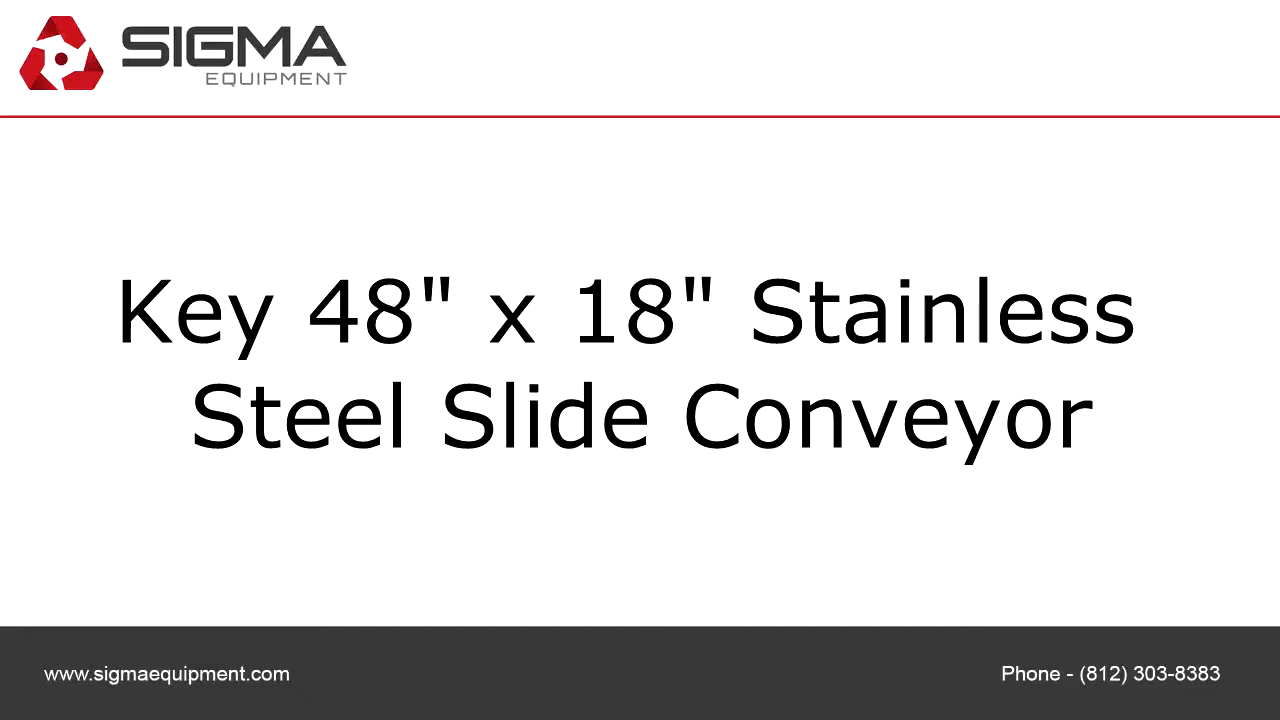 SIGMA
EQUIPMENT
Key 48" x 18" Stainless
Steel Slide Conveyor
www.sigmaequipment.com
Phone - (812) 303-8383